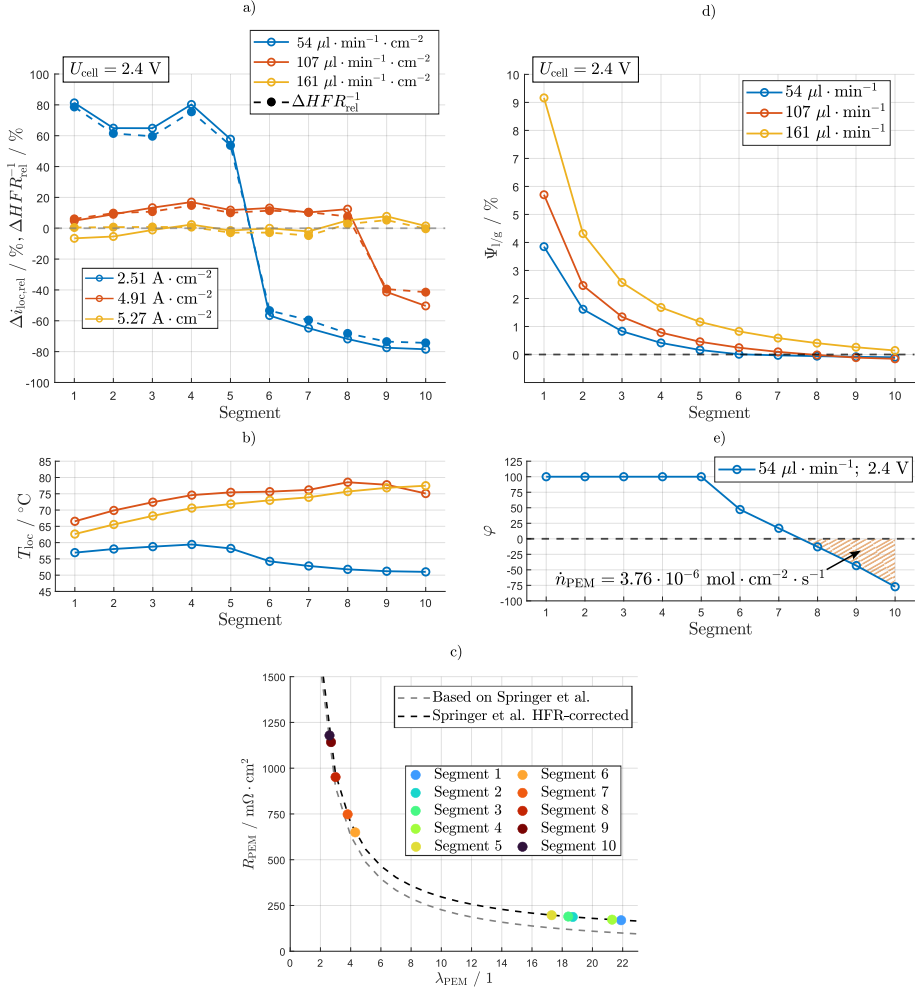 a)
U_cell = 2.4 V
54 μl · min⁻¹ · cm⁻²
107 μl · min⁻¹ · cm⁻²
161 μl · min⁻¹ · cm⁻²
ΔHFR⁻¹_rel
Δi_loc,rel / %, ΔHFR⁻¹_rel / %
100
80
60
40
20
0
-20
-40
-60
-80
-100
2.51 A · cm⁻²
4.91 A · cm⁻²
5.27 A · cm⁻²
1 2 3 4 5 6 7 8 9 10
Segment
d)
U_cell = 2.4 V
54 μl · min⁻¹
107 μl · min⁻¹
161 μl · min⁻¹
Ψ_l/g / %
10
9
8
7
6
5
4
3
2
1
0
1 2 3 4 5 6 7 8 9 10
Segment
b)
T_loc / °C
85
80
75
70
65
60
55
50
45
1 2 3 4 5 6 7 8 9 10
Segment
e)
54 μl · min⁻¹; 2.4 V
φ
125
100
75
50
25
0
-25
-50
-75
-100
ṅ_PEM = 3.76 · 10⁻⁶ mol · cm⁻² · s⁻¹
1 2 3 4 5 6 7 8 9 10
Segment
c)
R_PEM / mΩ · cm²
1500
1250
1000
750
500
250
0
Based on Springer et al.
Springer et al. HFR-corrected
Segment 1 Segment 6
Segment 2 Segment 7
Segment 3 Segment 8
Segment 4 Segment 9
Segment 5 Segment 10
0 2 4 6 8 10 12 14 16 18 20 22
λ_PEM / 1